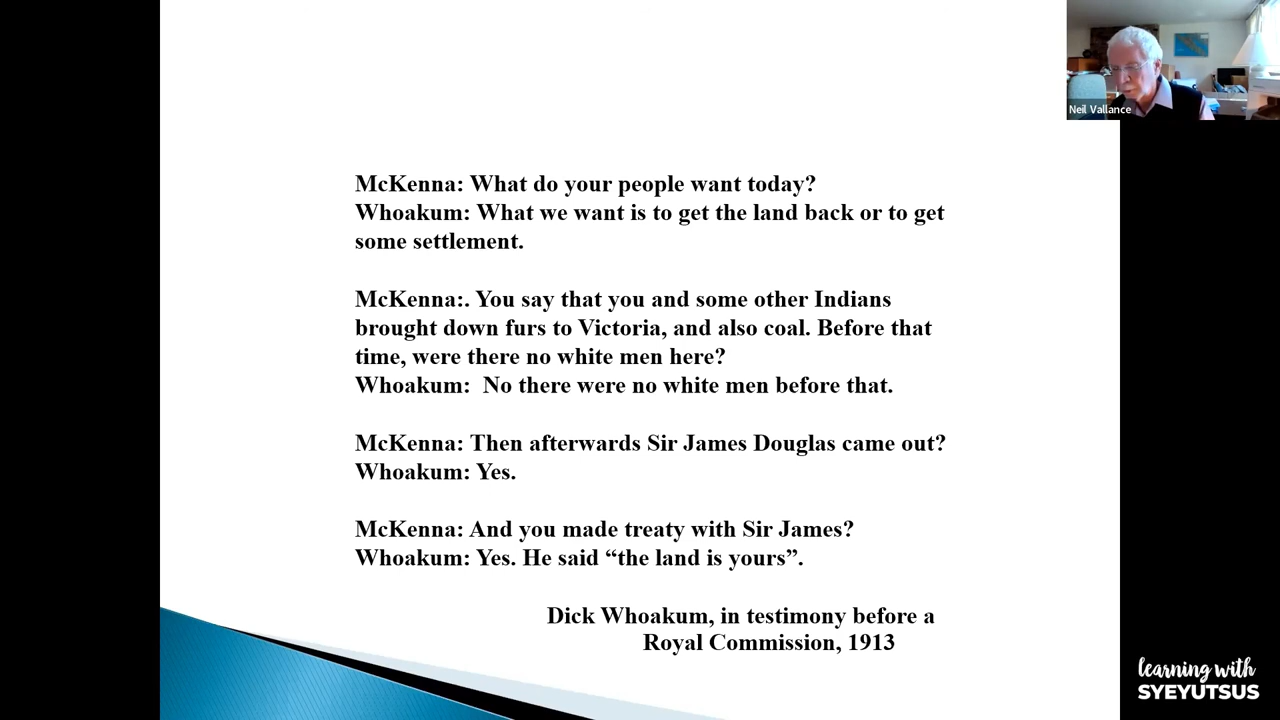 Neil Vallance
McKenna: What do your people want today?
Whoakum: What we want is to get the land back or to get
some settlement.
McKenna:. You say that you and some other Indians
brought down furs to Victoria, and also coal. Before that
time, were there no white men here?
Whoakum:  No there were no white men before that.
McKenna: Then afterwards Sir James Douglas came out?
Whoakum: Yes.
McKenna: And you made treaty with Sir James?
Whoakum: Yes. He said “the land is yours”.
Dick Whoakum, in testimony before a
Royal Commission, 1913
learning with
SYEYUTSUS